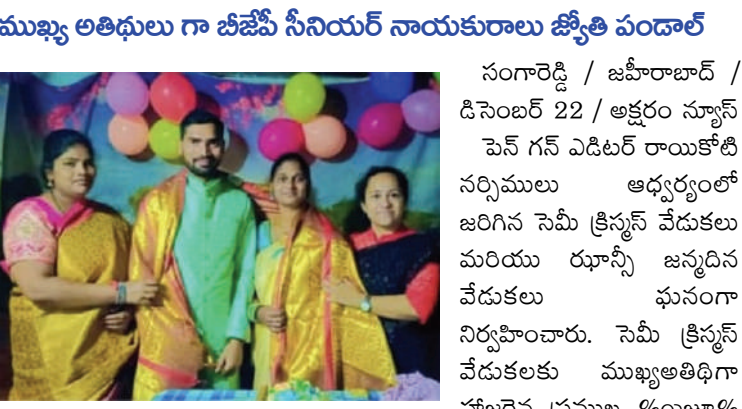 ముఖ్య అతిథులు గా బీజేపీ సీనియర్ నాయకురాలు జ్యోతి పండాల్
సంగారెడ్డి / జహీరాబాద్ /
డిసెంబర్ 22 / అక్షరం న్యూస్
పెన్ గన్ ఎడిటర్ రాయికోటి
నర్సిములు ఆధ్వర్యంలో
జరిగిన సెమీ క్రిస్మస్ వేడుకలు
మరియు ఝాన్సీ జన్మదిన
వేడుకలు ఘనంగా
నిర్వహించారు. సెమీ క్రిస్మస్
వేడుకలకు ముఖ్యఅతిథిగా